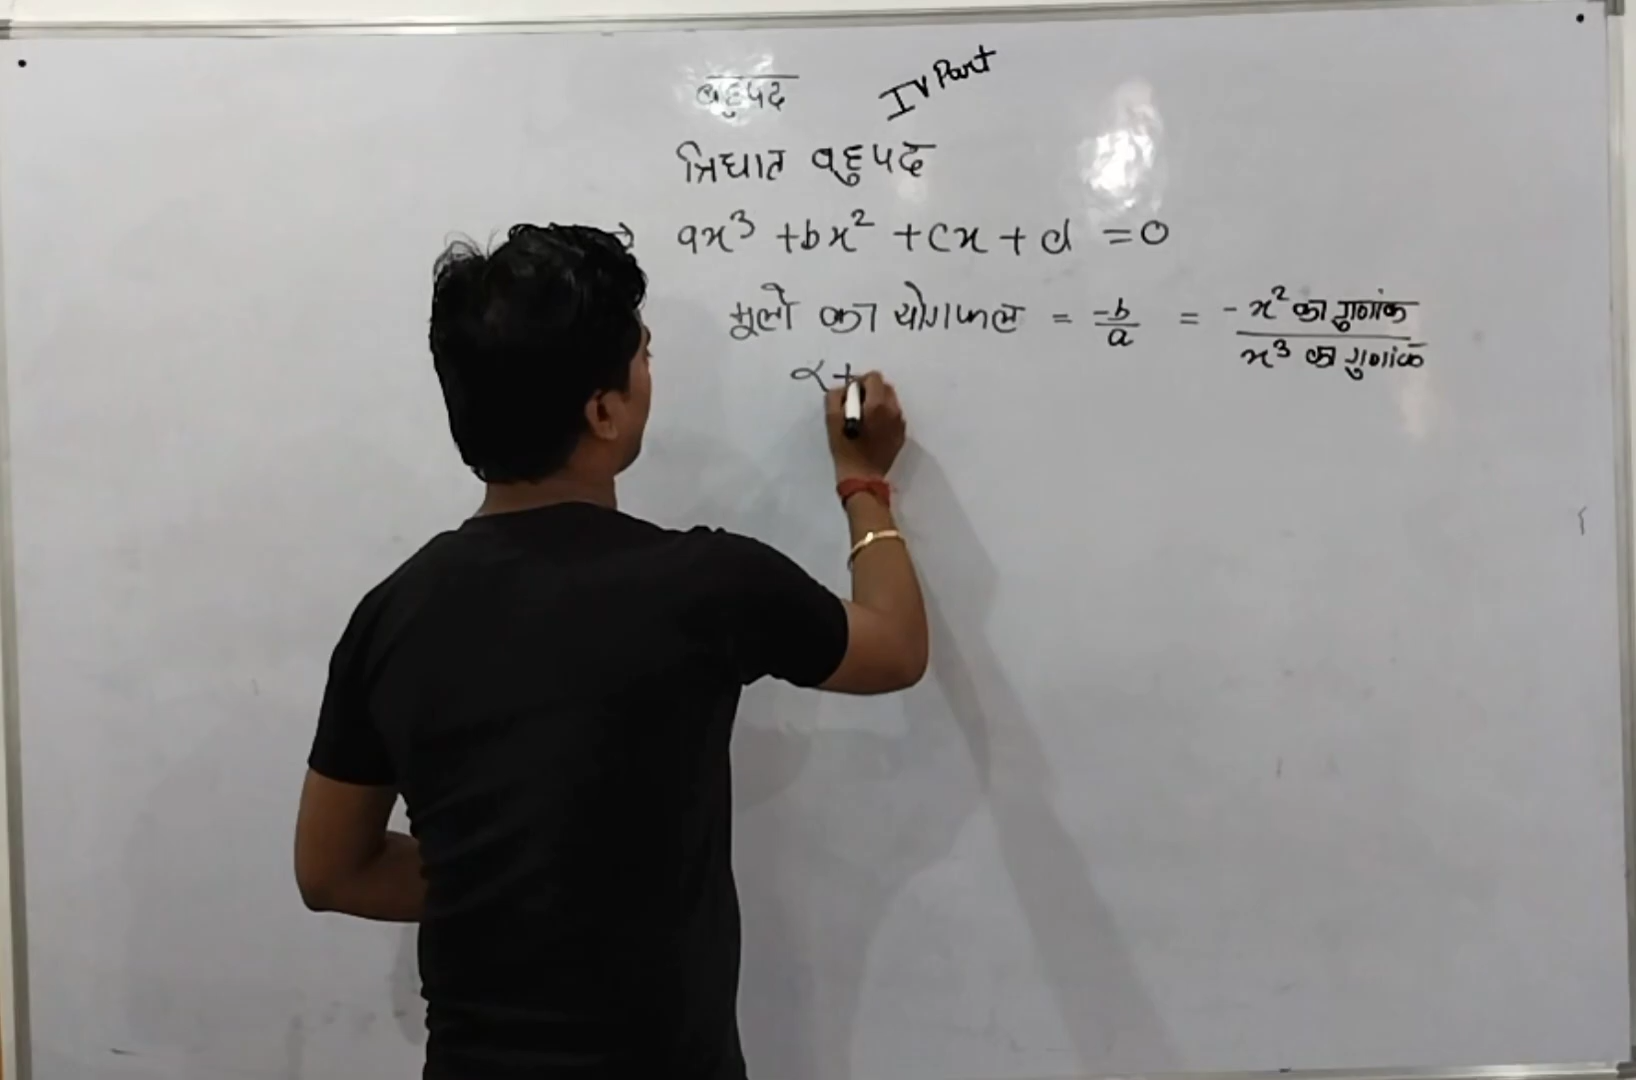 बहुपद IV Part
त्रिघात बहुपद
→ ax³ + bx² + cx + d = 0
मूलो का योगफल = -b/a = -x² का गुणांक / x³ का गुणांक
α +